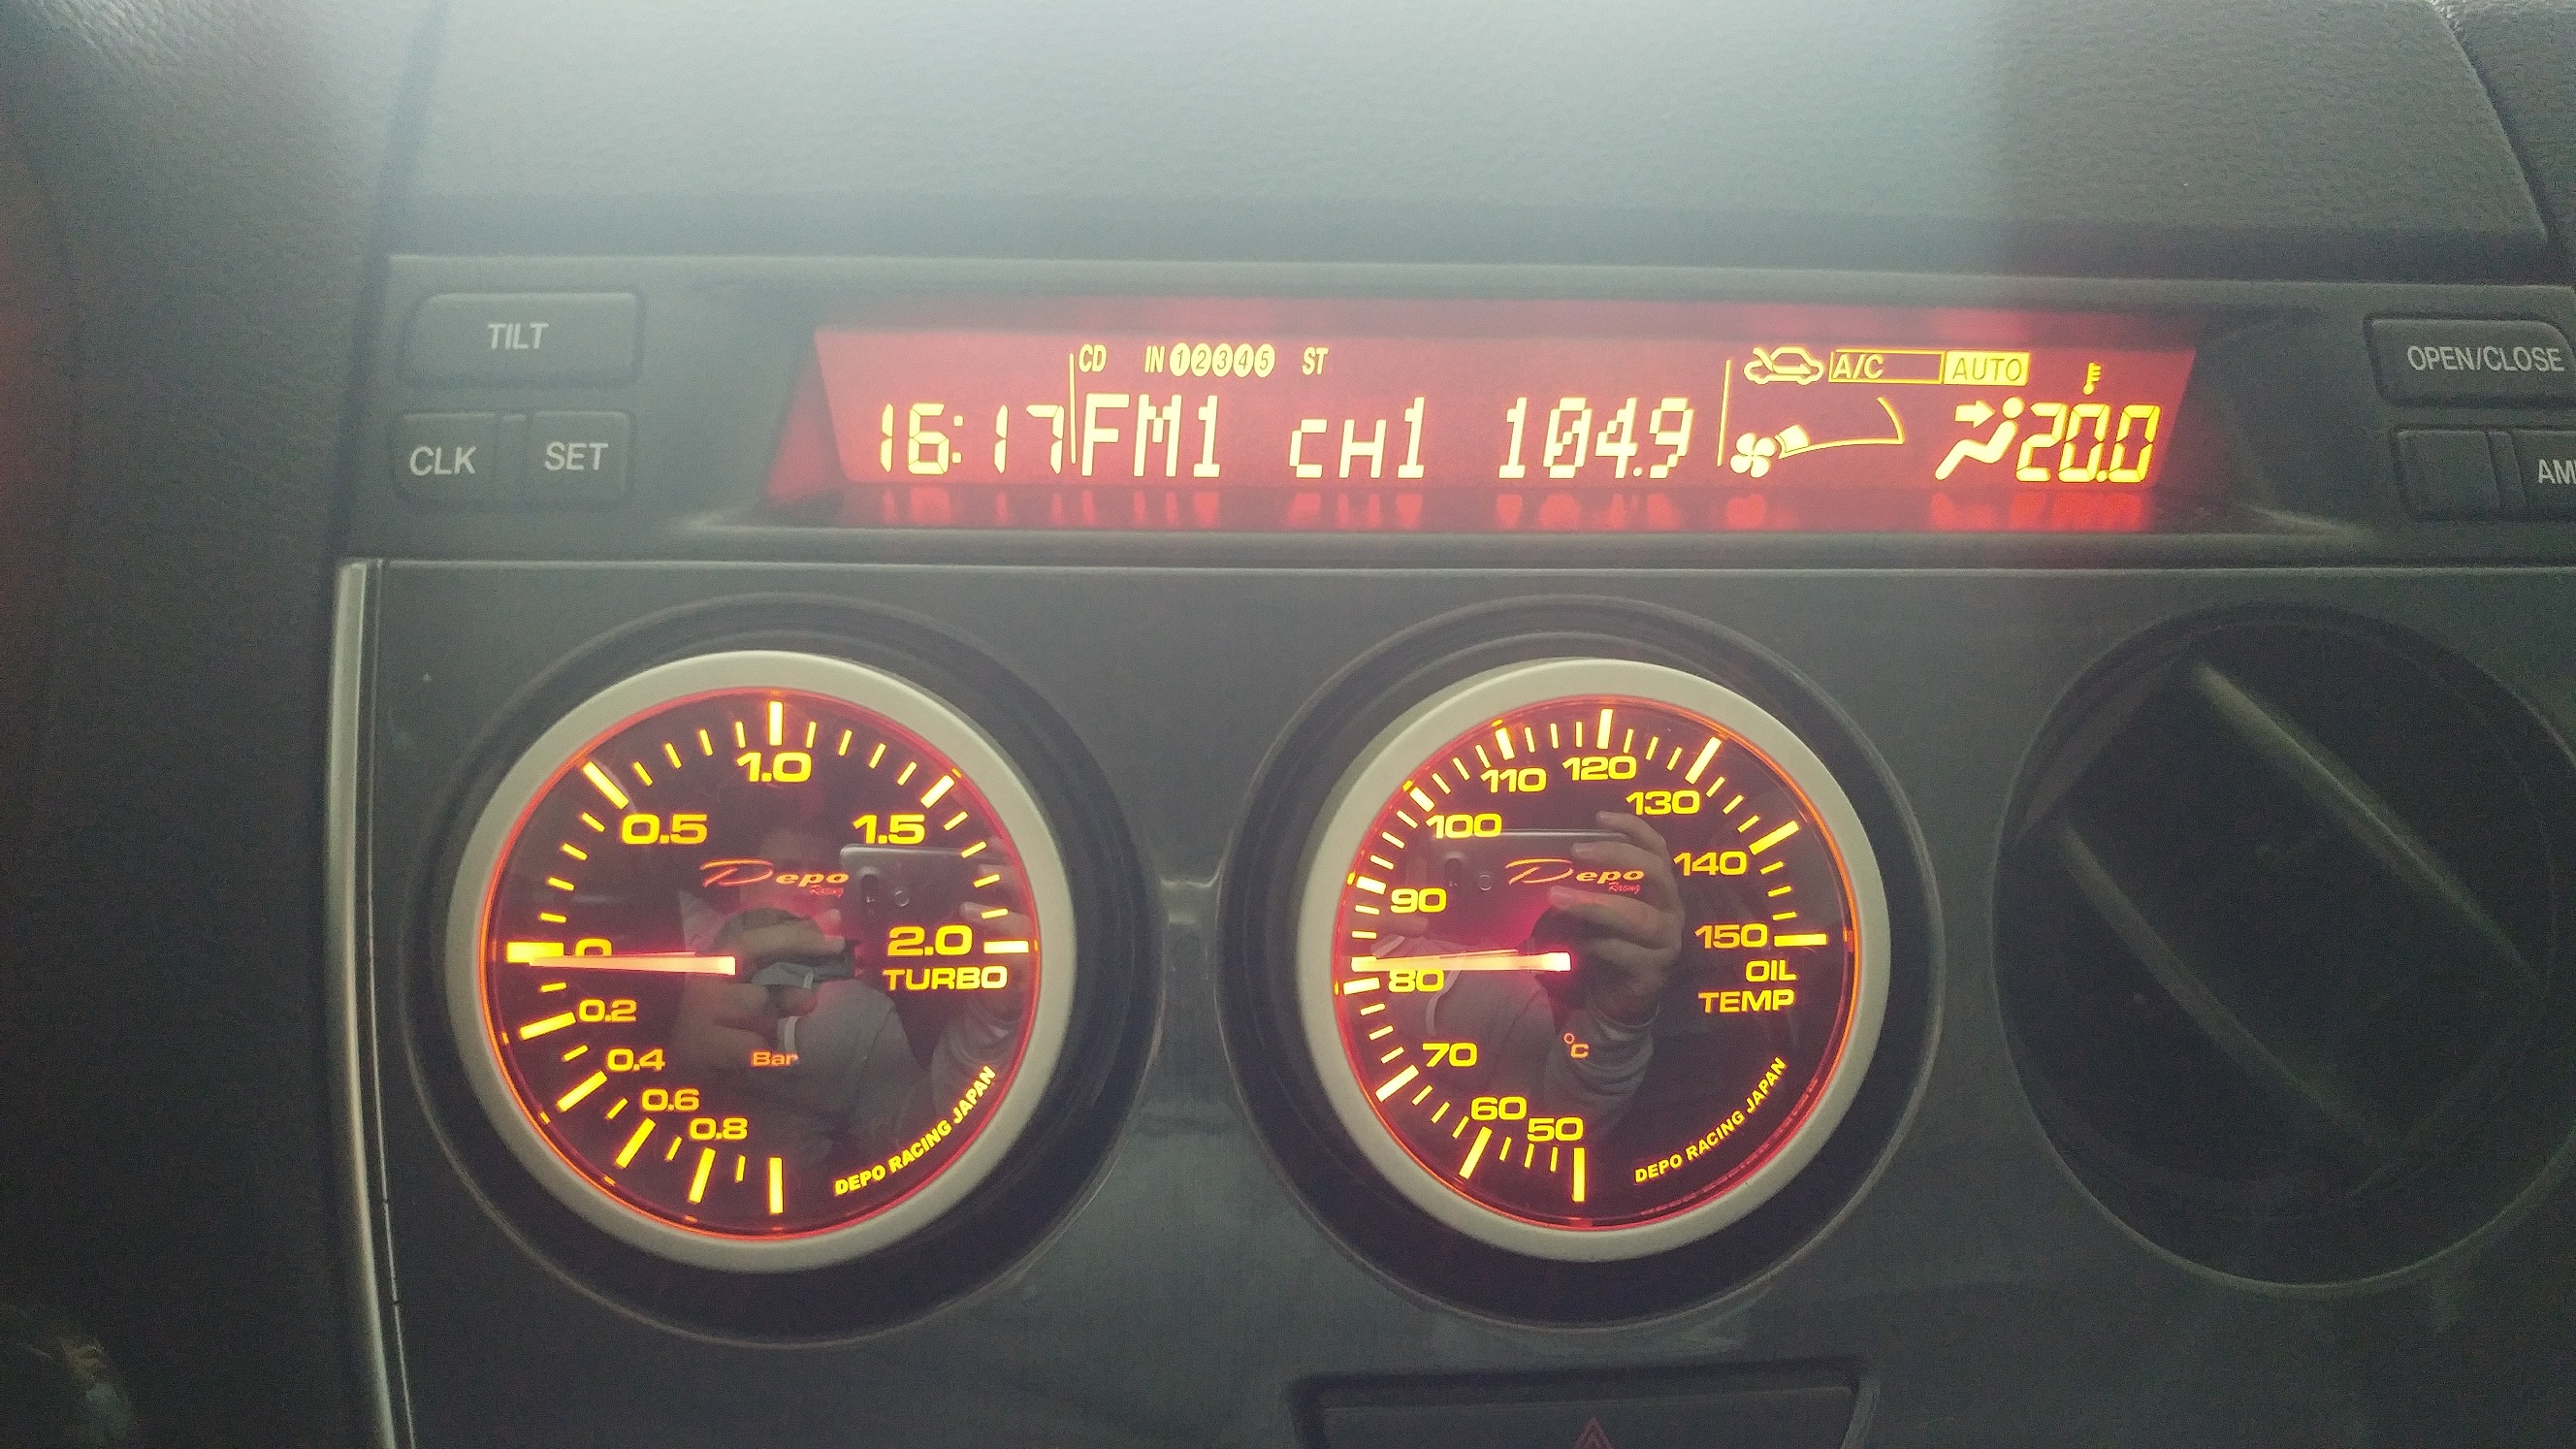 TILT
CLK SET
CD IN 1 2 3 4 5 ST
16:17 FM1 CH1 104.9
A/C AUTO
20.0
OPEN/CLOSE
1.0
0.5 1.5
Depo
Racing
0 2.0
TURBO
0.2
0.4
0.6
0.8
Bar
DEPO RACING JAPAN
110 120
100 130
140
Depo
Racing
90
150
80
OIL
TEMP
70
60 50
°C
DEPO RACING JAPAN